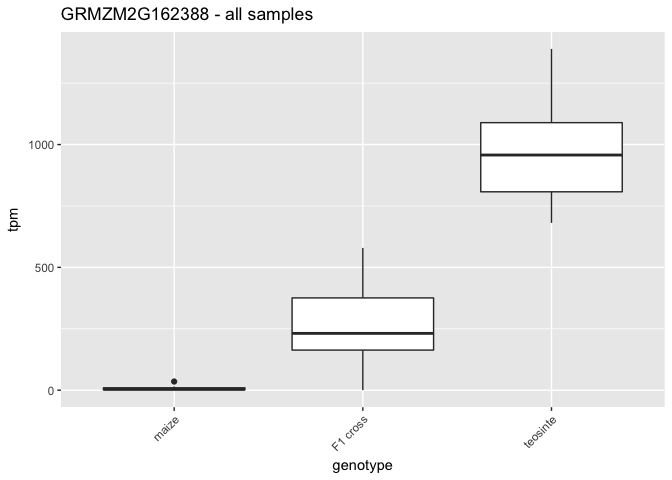 GRMZM2G162388 - all samples
tpm
1000
500
0
maize
F1 cross
teosinte
genotype